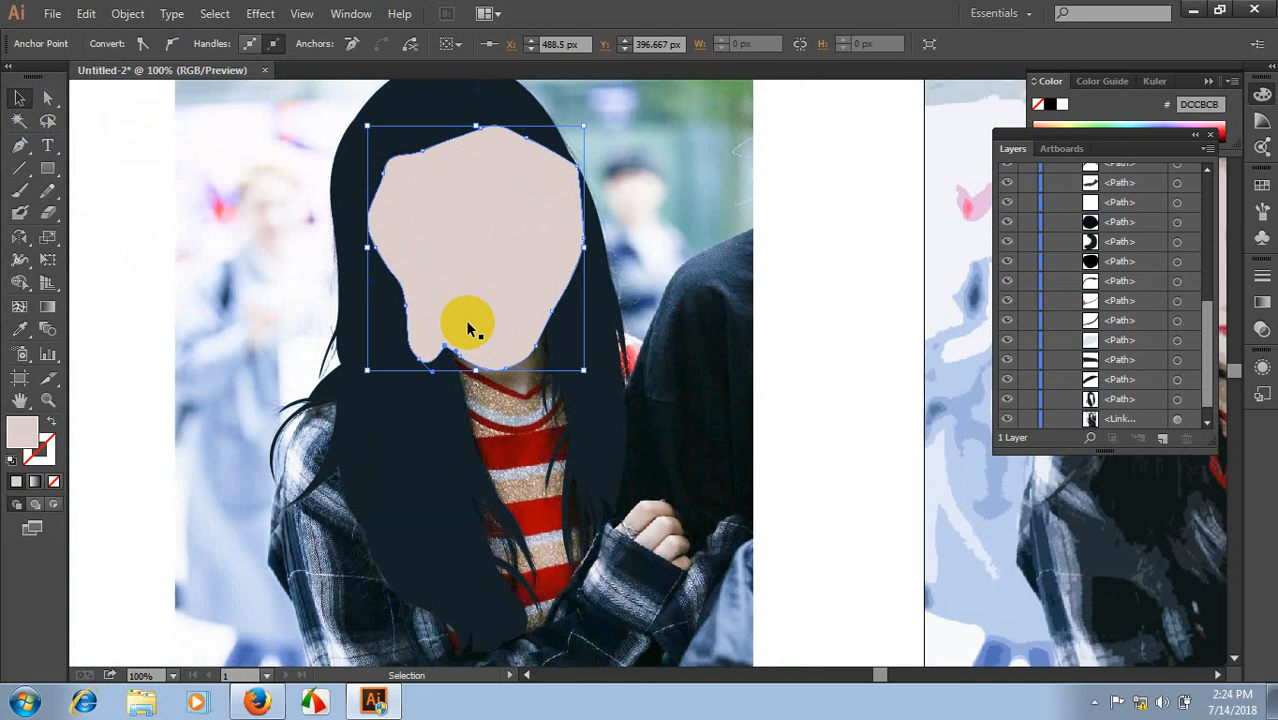 Ai File Edit Object Type Select Effect View Window Help Br Essentials
Anchor Point Convert: Handles: Anchors: X: 488.5 px Y: 396.667 px W: 0 px H: 0 px
Untitled-2* @ 100% (RGB/Preview) ×
Color Color Guide Kuler
# DCCBCB
Layers Artboards
<Path>
<Path>
<Path>
<Path>
<Path>
<Path>
<Path>
<Path>
<Path>
<Path>
<Path>
<Path>
<Path>
<Link...
1 Layer
100% 1 Selection
Ai 2:24 PM
7/14/2018